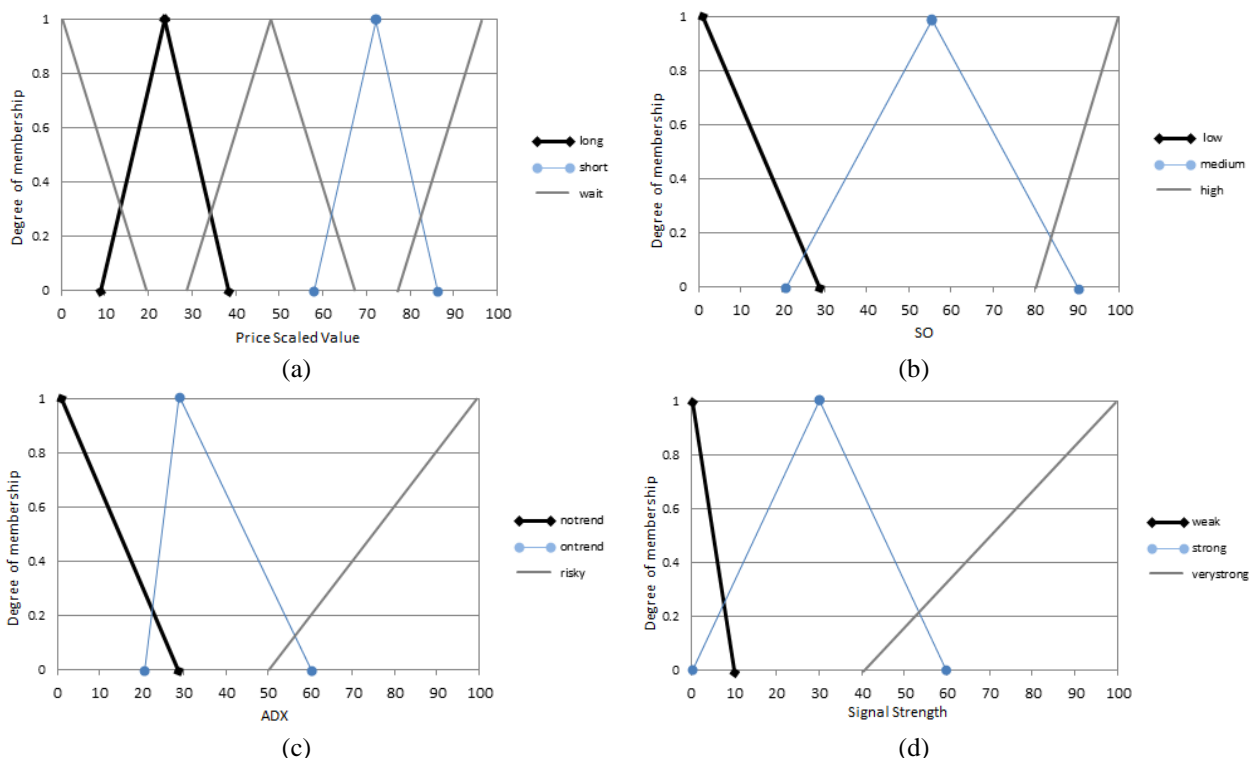 1
0.8
0.6
0.4
0.2
0
Degree of membership
0 10 20 30 40 50 60 70 80 90 100
Price Scaled Value
long
short
wait
(a)
1
0.8
0.6
0.4
0.2
0
Degree of membership
0 10 20 30 40 50 60 70 80 90 100
SO
low
medium
high
(b)
1
0.8
0.6
0.4
0.2
0
Degree of membership
0 10 20 30 40 50 60 70 80 90 100
ADX
notrend
ontrend
risky
(c)
1
0.8
0.6
0.4
0.2
0
Degree of membership
0 10 20 30 40 50 60 70 80 90 100
Signal Strength
weak
strong
verystrong
(d)